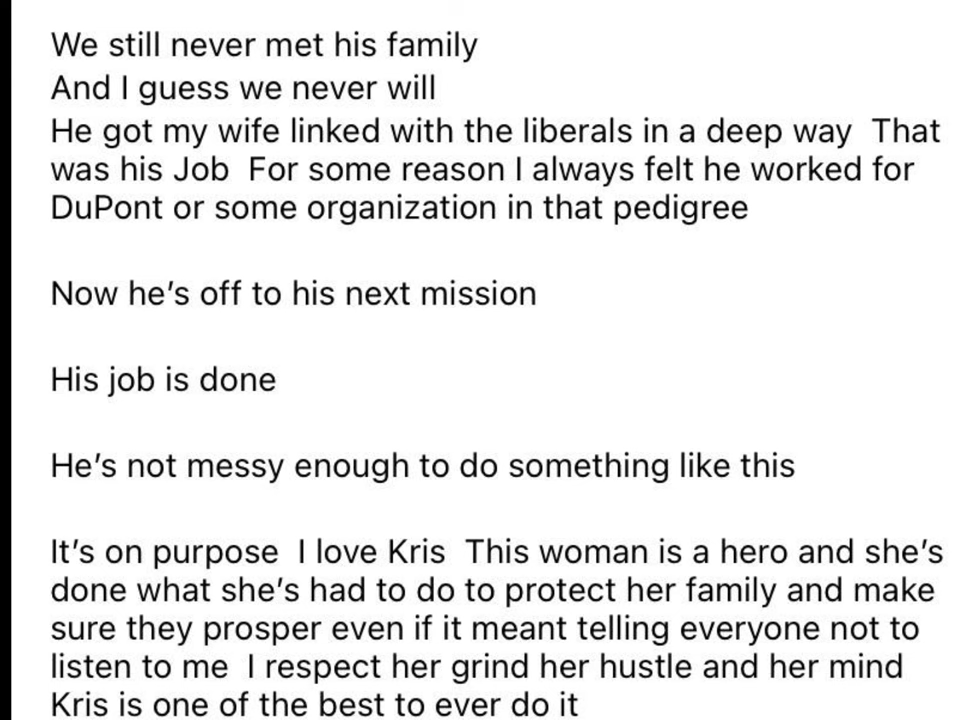 We still never met his family
And I guess we never will
He got my wife linked with the liberals in a deep way  That
was his Job  For some reason I always felt he worked for
DuPont or some organization in that pedigree
Now he’s off to his next mission
His job is done
He’s not messy enough to do something like this
It’s on purpose  I love Kris  This woman is a hero and she’s
done what she’s had to do to protect her family and make
sure they prosper even if it meant telling everyone not to
listen to me  I respect her grind her hustle and her mind
Kris is one of the best to ever do it